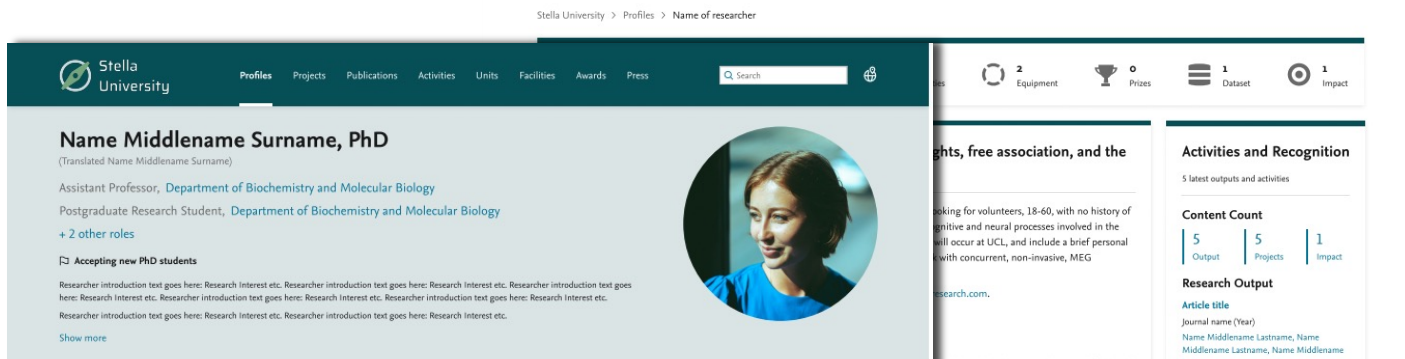 Stella University > Profiles > Name of researcher
Stella
University
Profiles Projects Publications Activities Units Facilities Awards Press
Search
2
Equipment
0
Prizes
1
Dataset
1
Impact
Name Middlename Surname, PhD
(Translated Name Middlename Surname)
Assistant Professor, Department of Biochemistry and Molecular Biology
Postgraduate Research Student, Department of Biochemistry and Molecular Biology
+ 2 other roles
Accepting new PhD students
Researcher introduction text goes here: Research Interest etc. Researcher introduction text goes here: Research Interest etc. Researcher introduction text goes
here: Research Interest etc. Researcher introduction text goes here: Research Interest etc. Researcher introduction text goes here: Research Interest etc.
Researcher introduction text goes here: Research Interest etc. Researcher introduction text goes here: Research Interest etc.
Show more
free association, and the
for volunteers, 18-60, with no history of
and neural processes involved in the
will occur at UCL, and include a brief personal
with concurrent, non-invasive, MEG
Activities and Recognition
5 latest outputs and activities
Content Count
5
Output
5
Projects
1
Impact
Research Output
Article title
Journal name (Year)
Name Middlename Lastname, Name
Middlename Lastname, Name Middlename